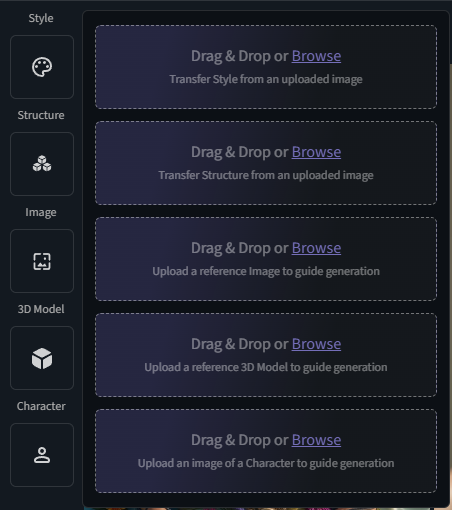 Style
Drag & Drop or Browse
Transfer Style from an uploaded image
Structure
Drag & Drop or Browse
Transfer Structure from an uploaded image
Image
Drag & Drop or Browse
Upload a reference Image to guide generation
3D Model
Drag & Drop or Browse
Upload a reference 3D Model to guide generation
Character
Drag & Drop or Browse
Upload an image of a Character to guide generation